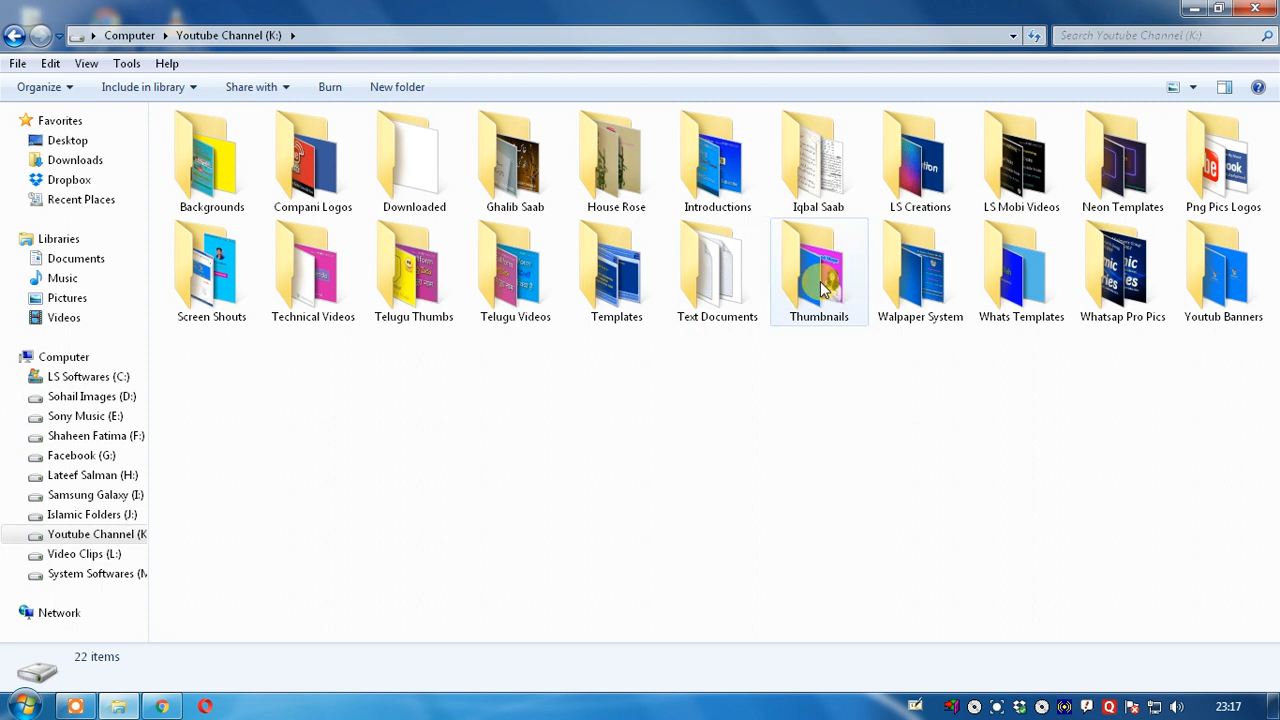 Computer Youtube Channel (K:)
Search Youtube Channel (K:)
File Edit View Tools Help
Organize Include in library Share with Burn New folder
Favorites
Desktop
Downloads
Dropbox
Recent Places
Libraries
Documents
Music
Pictures
Videos
Computer
LS Softwares (C:)
Sohail Images (D:)
Sony Music (E:)
Shaheen Fatima (F:)
Facebook (G:)
Lateef Salman (H:)
Samsung Galaxy (I:)
Islamic Folders (J:)
Youtube Channel (K
Video Clips (L:)
System Softwares (M
Network
Backgrounds Compani Logos Downloaded Ghalib Saab House Rose Introductions Iqbal Saab LS Creations LS Mobi Videos Neon Templates Png Pics Logos
Screen Shouts Technical Videos Telugu Thumbs Telugu Videos Templates Text Documents Thumbnails Walpaper System Whats Templates Whatsap Pro Pics Youtub Banners
22 items
23:17